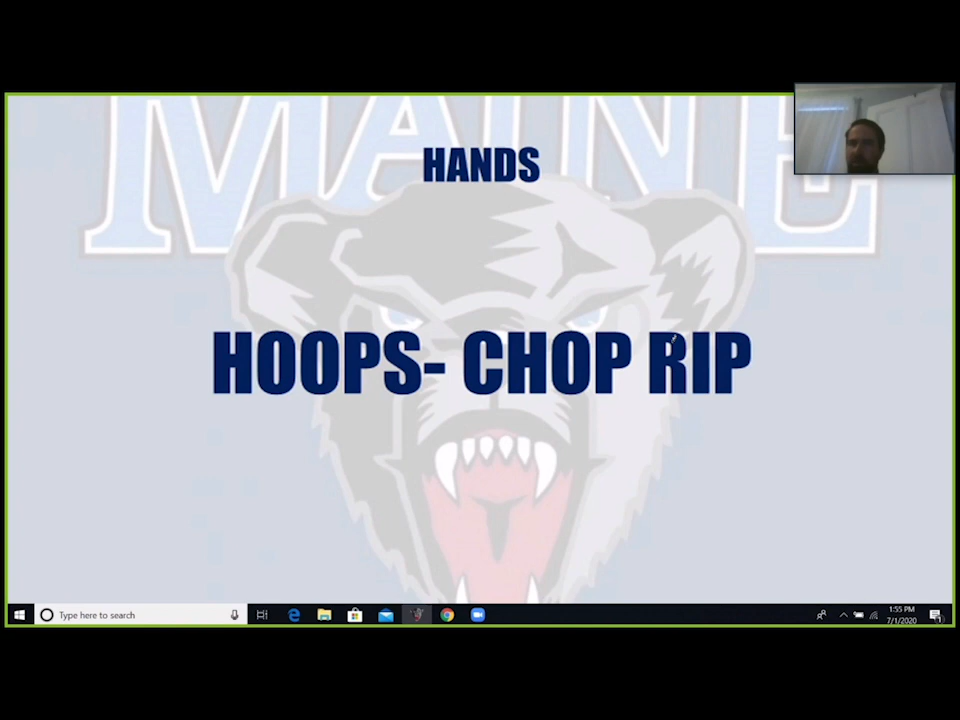 MAINE
HANDS
HOOPS- CHOP RIP
Type here to search
1:55 PM
7/1/2020